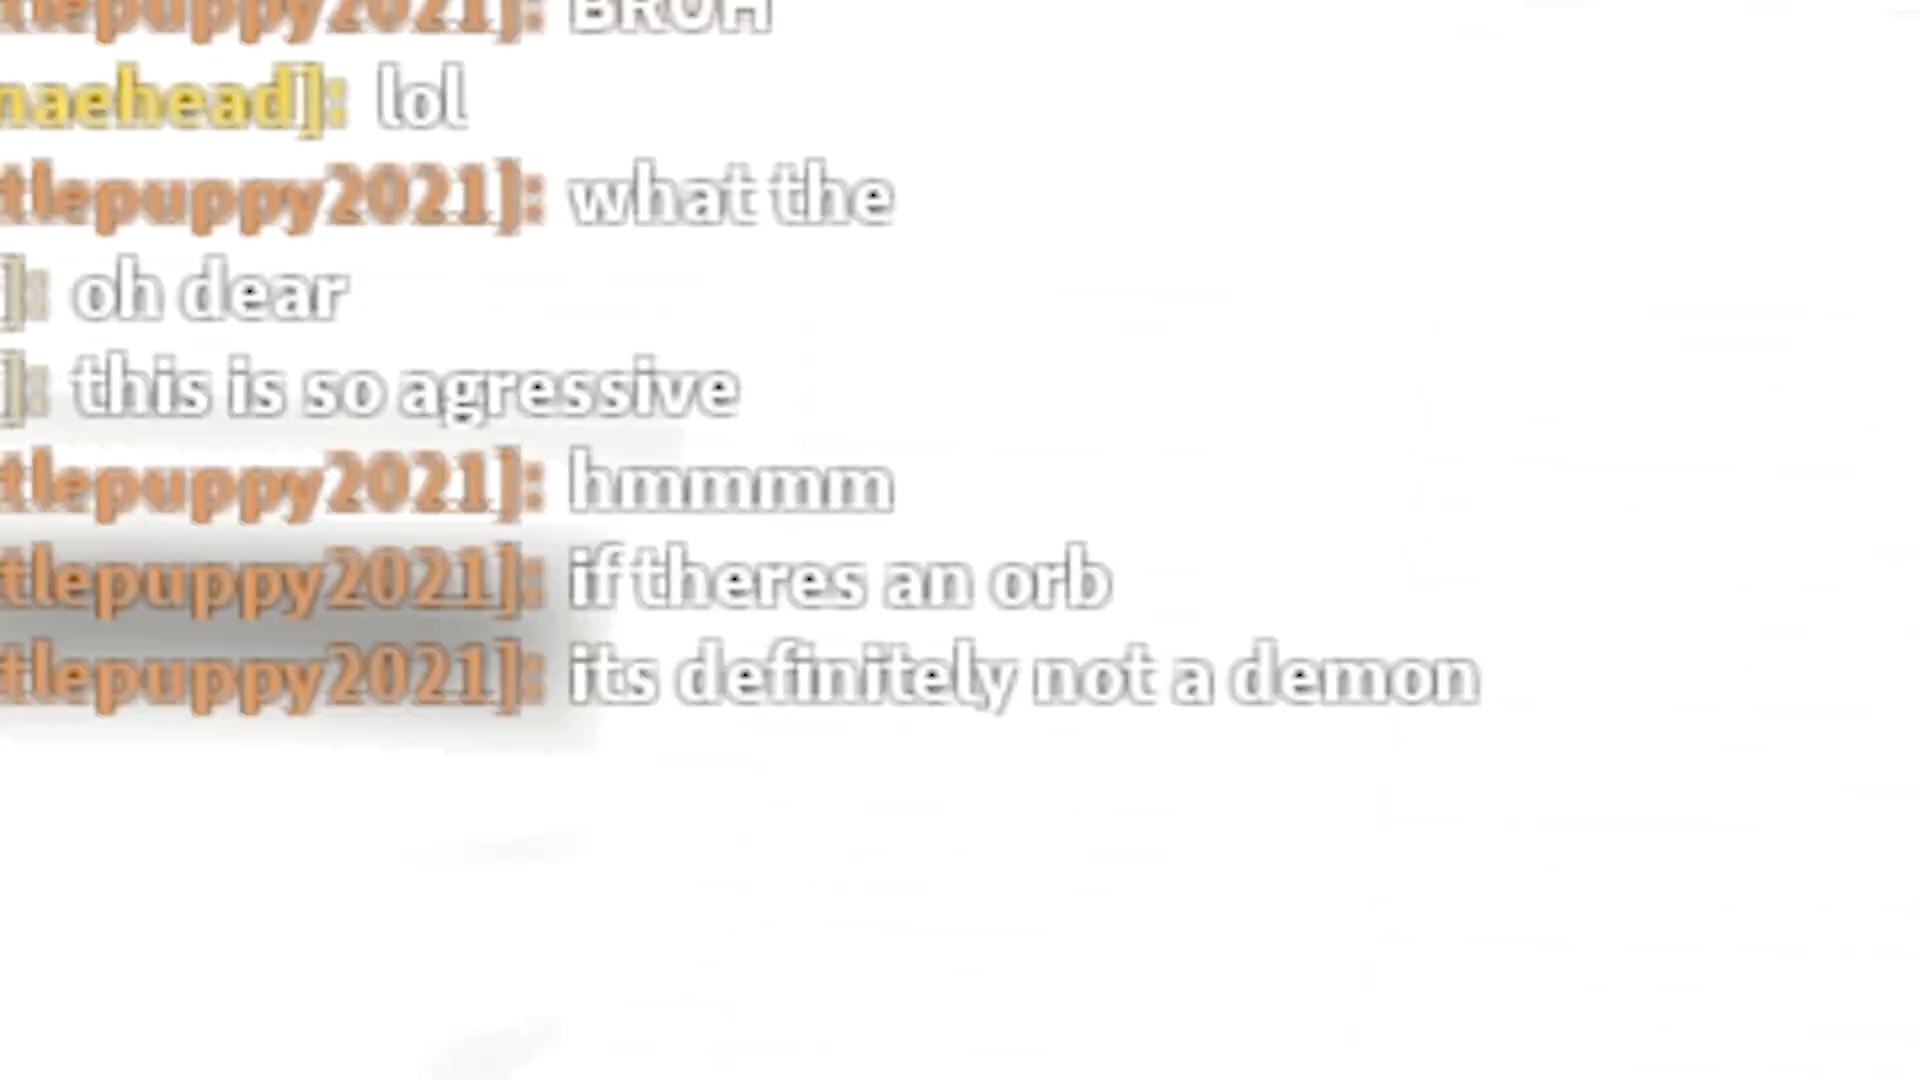 tlepuppy2021]: BRUH
naehead]: lol
tlepuppy2021]: what the
]: oh dear
]: this is so agressive
tlepuppy2021]: hmmmm
tlepuppy2021]: if theres an orb
tlepuppy2021]: its definitely not a demon